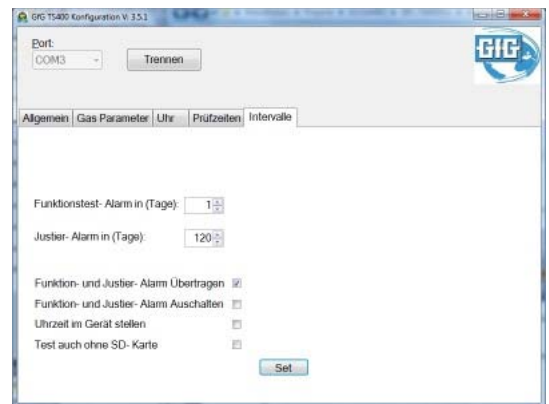 GfG TS400 Konfiguration V: 3.5.1
Port:
COM3
Trennen
GfG
Allgemein Gas Parameter Uhr Prüfzeiten Intervalle
Funktionstest- Alarm in (Tage): 1
Justier- Alarm in (Tage): 120
Funktion- und Justier- Alarm Übertragen
Funktion- und Justier- Alarm Auschalten
Uhrzeit im Gerät stellen
Test auch ohne SD- Karte
Set